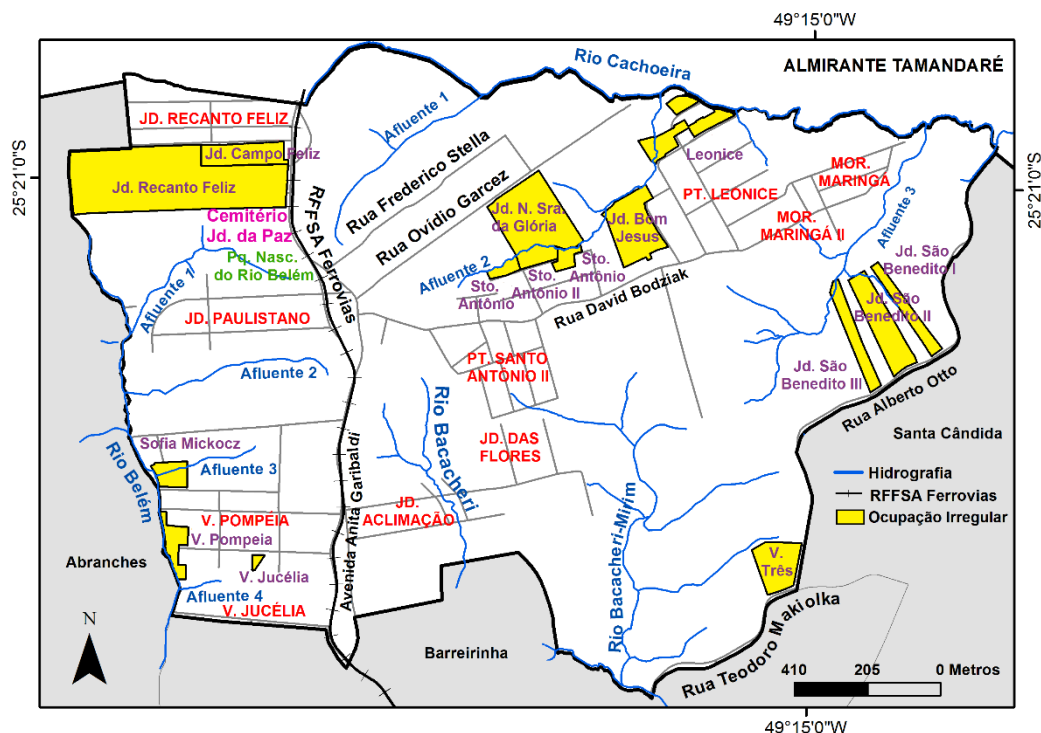 49°15'0"W
Rio Cachoeira
ALMIRANTE TAMANDARÉ
Afluente 1
JD. RECANTO FELIZ
Jd. Campo Feliz
Leonice
25°21'0"S
25°21'0"S
Rua Frederico Stella
MOR.
MARINGÁ
Jd. Recanto Feliz
RFFSA Ferrovias
Rua Ovídio Garcez
PT. LEONICE
Afluente 3
Cemitério
Jd. da Paz
Jd. N. Sra.
da Glória
Jd. Bom
Jesus
MOR.
MARINGÁ II
Pq. Nasc.
do Rio Belém
Afluente 1
Afluente 2
Sto.
Antônio
Sto.
Antônio II
Sto.
Antônio
Jd. São
Benedito I
Jd. São
Benedito II
JD. PAULISTANO
Rua David Bodziak
Afluente 2
PT. SANTO
ANTÔNIO II
Jd. São
Benedito III
Rua Alberto Otto
Rio Bacacheri
Sofia Mickocz
JD. DAS
FLORES
Santa Cândida
Rio Belém
Afluente 3
Avenida Anita Garibaldi
Hidrografia
RFFSA Ferrovias
Ocupação Irregular
V. POMPÉIA
V. Pompeia
JD.
ACLIMAÇÃO
Rio Bacacheri-Mirim
Abranches
V. Jucélia
V.
Três
Afluente 4
V. JUCÉLIA
N
Barreirinha
Rua Teodoro Makiolka
410 205 0 Metros
49°15'0"W